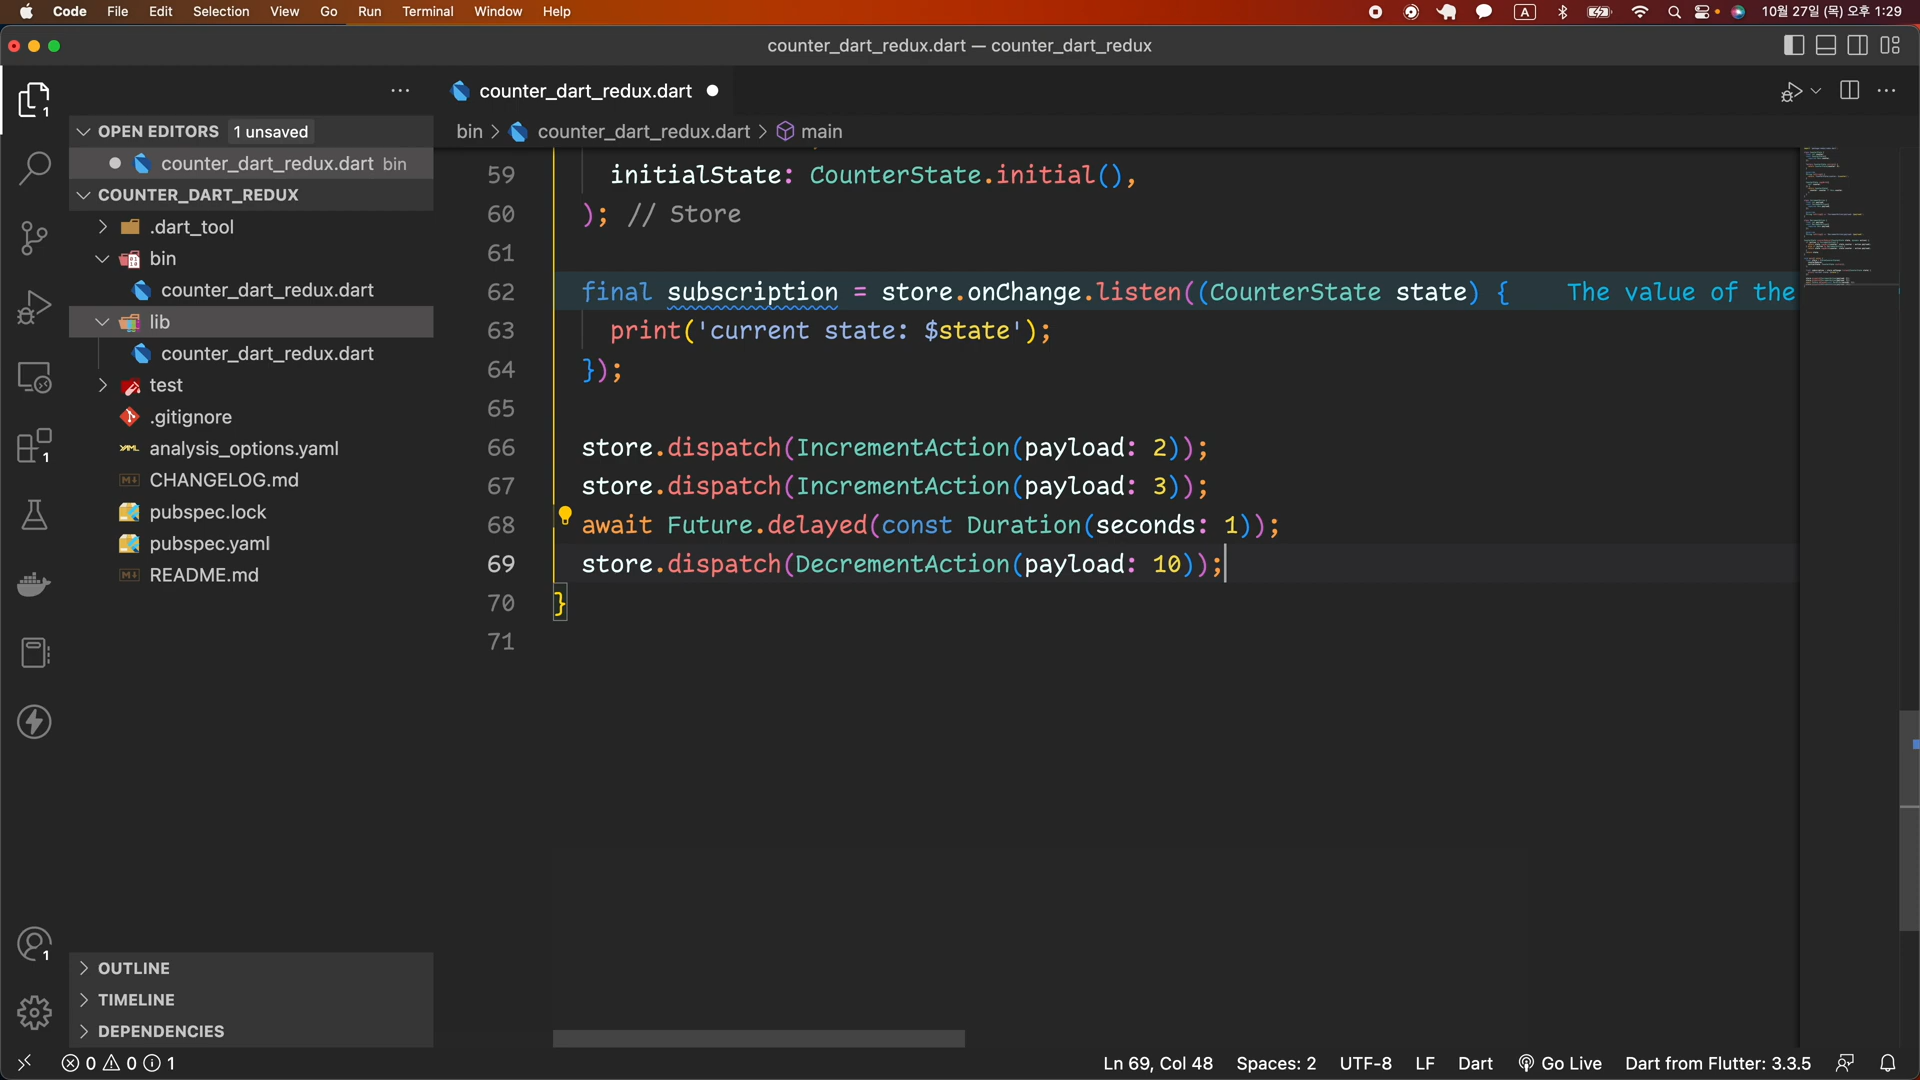 Code File Edit Selection View Go Run Terminal Window Help A 10월 27일 (목) 오후 1:29
counter_dart_redux.dart — counter_dart_redux
counter_dart_redux.dart
OPEN EDITORS 1 unsaved
counter_dart_redux.dart bin
COUNTER_DART_REDUX
.dart_tool
bin
counter_dart_redux.dart
lib
counter_dart_redux.dart
test
.gitignore
analysis_options.yaml
CHANGELOG.md
pubspec.lock
pubspec.yaml
README.md
OUTLINE
TIMELINE
DEPENDENCIES
bin > counter_dart_redux.dart > main
59 initialState: CounterState.initial(),
60 ); // Store
61
62 final subscription = store.onChange.listen((CounterState state) { The value of the
63 print('current state: $state');
64 });
65
66 store.dispatch(IncrementAction(payload: 2));
67 store.dispatch(IncrementAction(payload: 3));
68 await Future.delayed(const Duration(seconds: 1));
69 store.dispatch(DecrementAction(payload: 10));
70 }
71
0 0 1 Ln 69, Col 48 Spaces: 2 UTF-8 LF Dart Go Live Dart from Flutter: 3.3.5